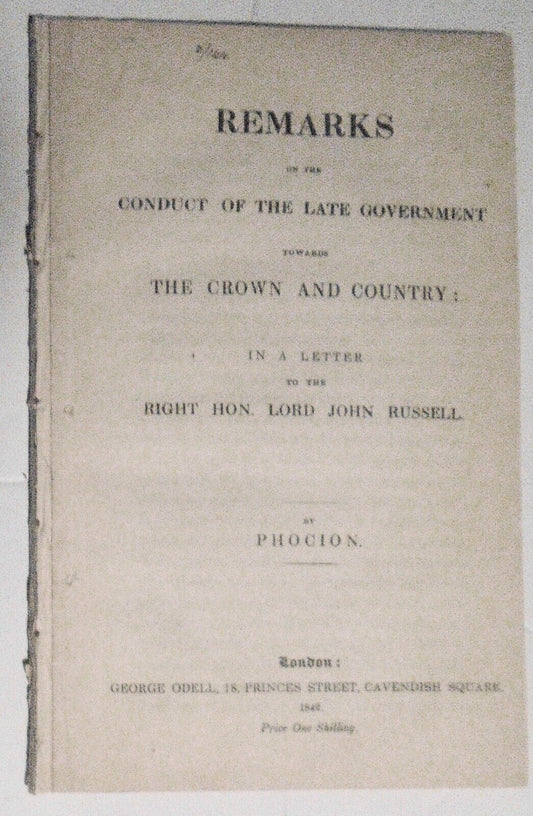 REMARKS
ON THE
CONDUCT OF THE LATE GOVERNMENT
TOWARDS
THE CROWN AND COUNTRY:
IN A LETTER
TO THE
RIGHT HON. LORD JOHN RUSSELL.
BY
PHOCION.
London:
GEORGE ODELL, 18, PRINCES STREET, CAVENDISH SQUARE.
1842.
Price One Shilling.